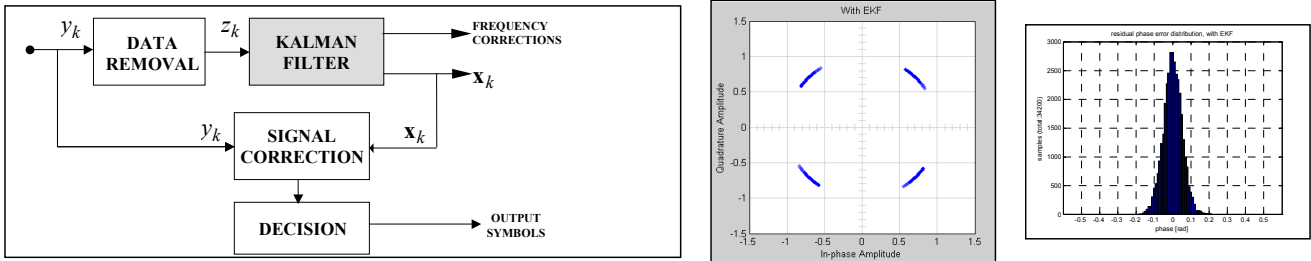 y_k
DATA
REMOVAL
z_k
KALMAN
FILTER
FREQUENCY
CORRECTIONS
x_k
y_k
SIGNAL
CORRECTION
x_k
DECISION
OUTPUT
SYMBOLS
With EKF
Quadrature Amplitude
1.5
1
0.5
0
-0.5
-1
-1.5
-1.5 -1 -0.5 0 0.5 1 1.5
In-phase Amplitude
residual phase error distribution, with EKF
samples (total:34200)
3000
2500
2000
1500
1000
500
0
-0.5 -0.4 -0.3 -0.2 -0.1 0 0.1 0.2 0.3 0.4 0.5
phase [rad]